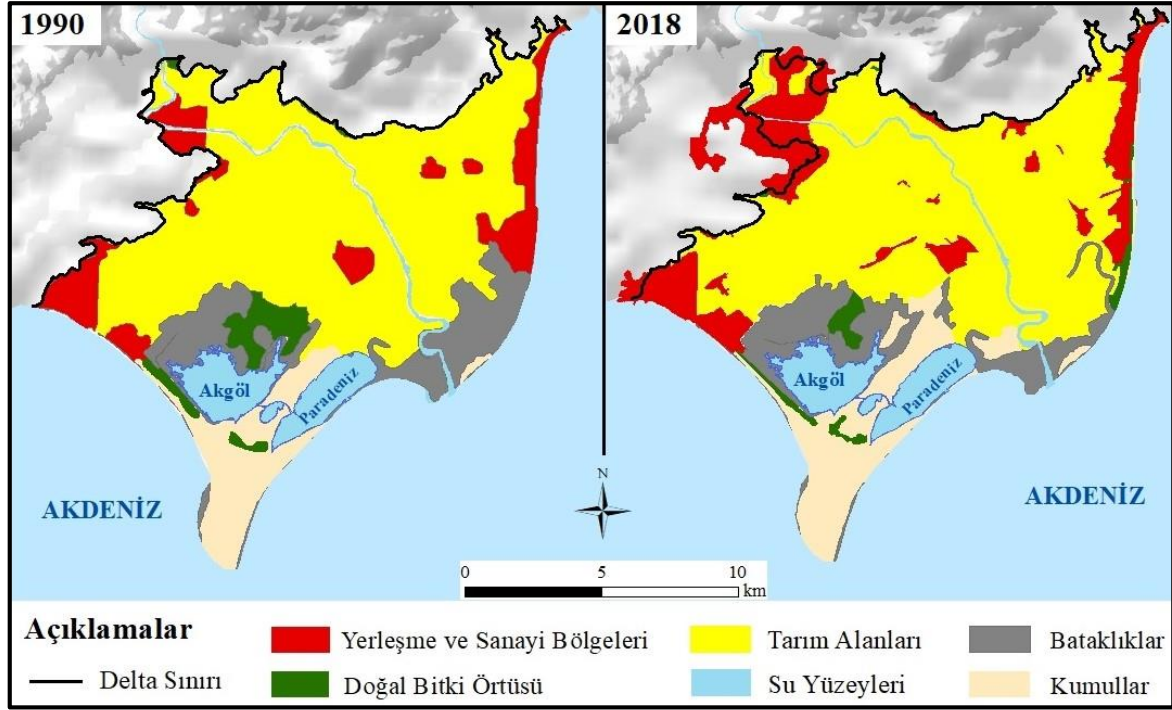 1990
2018
Akgöl
Paradeniz
Akgöl
Paradeniz
AKDENİZ
N
AKDENİZ
0 5 10
km
Açıklamalar
Delta Sınırı
Yerleşme ve Sanayi Bölgeleri
Doğal Bitki Örtüsü
Tarım Alanları
Su Yüzeyleri
Bataklıklar
Kumullar